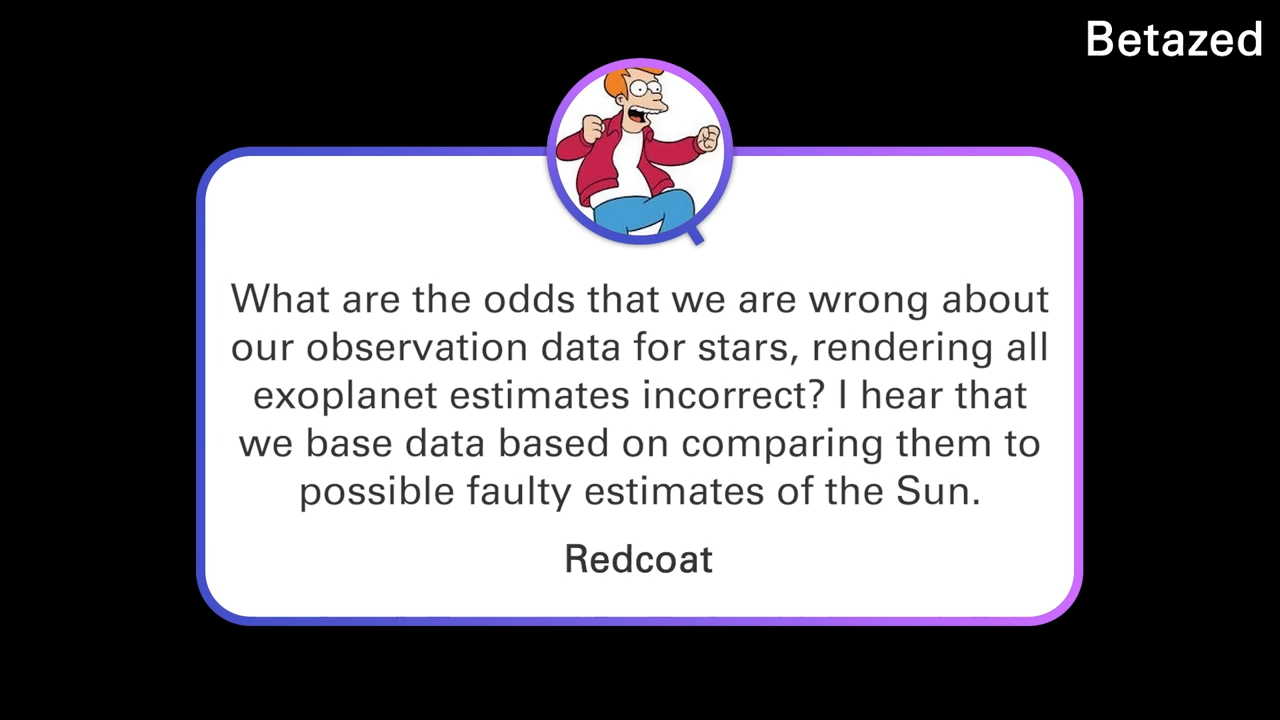 Betazed
What are the odds that we are wrong about
our observation data for stars, rendering all
exoplanet estimates incorrect? I hear that
we base data based on comparing them to
possible faulty estimates of the Sun.
Redcoat